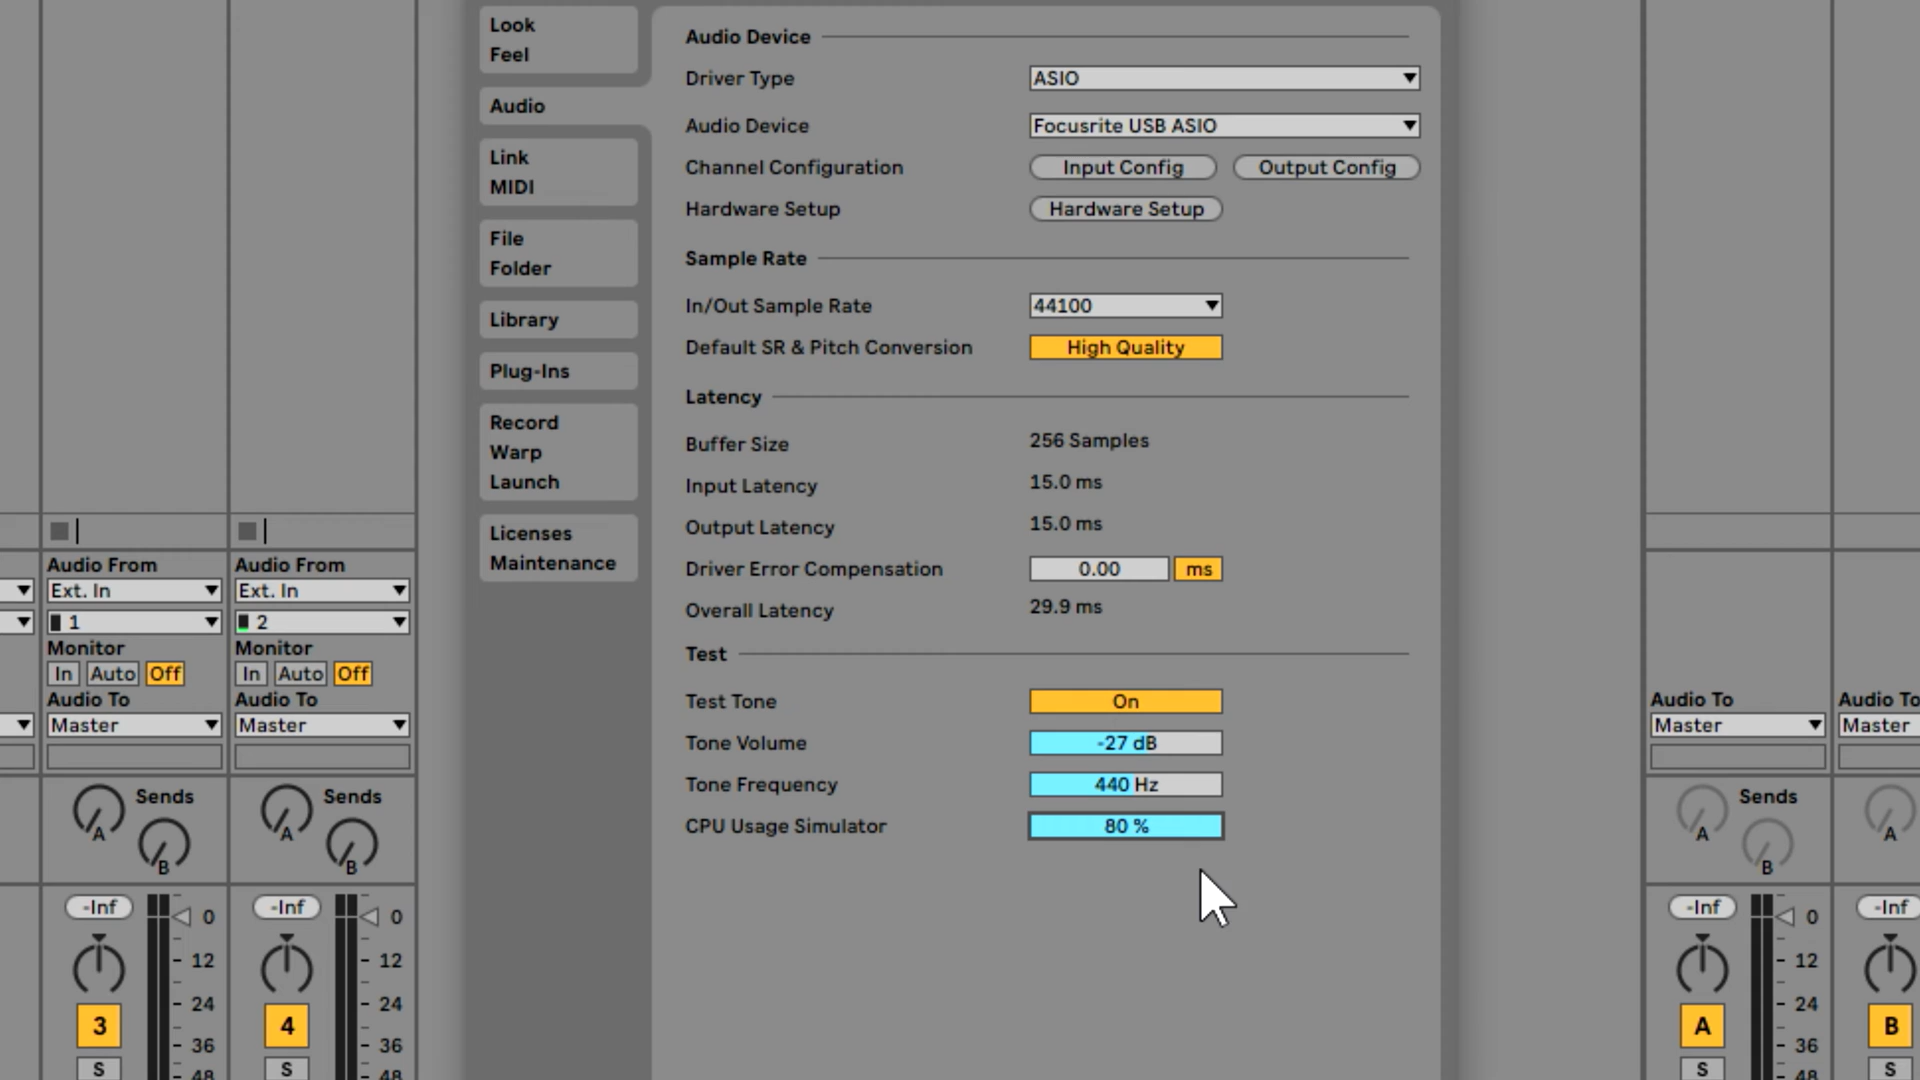 Look
Feel
Audio
Link
MIDI
File
Folder
Library
Plug-Ins
Record
Warp
Launch
Licenses
Maintenance
Audio Device
Driver Type ASIO
Audio Device Focusrite USB ASIO
Channel Configuration Input Config Output Config
Hardware Setup Hardware Setup
Sample Rate
In/Out Sample Rate 44100
Default SR & Pitch Conversion High Quality
Latency
Buffer Size 256 Samples
Input Latency 15.0 ms
Output Latency 15.0 ms
Driver Error Compensation 0.00 ms
Overall Latency 29.9 ms
Test
Test Tone On
Tone Volume -27 dB
Tone Frequency 440 Hz
CPU Usage Simulator 80 %
Audio From
Ext. In
1
Monitor
In Auto Off
Audio To
Master
Sends
A
B
-Inf
0
12
24
3
36
S
48
Audio From
Ext. In
2
Monitor
In Auto Off
Audio To
Master
Sends
A
B
-Inf
0
12
24
4
36
S
48
Audio To
Master
Sends
A
B
-Inf
0
12
24
A
36
S
48
Audio To
Master
A
-Inf
B
S